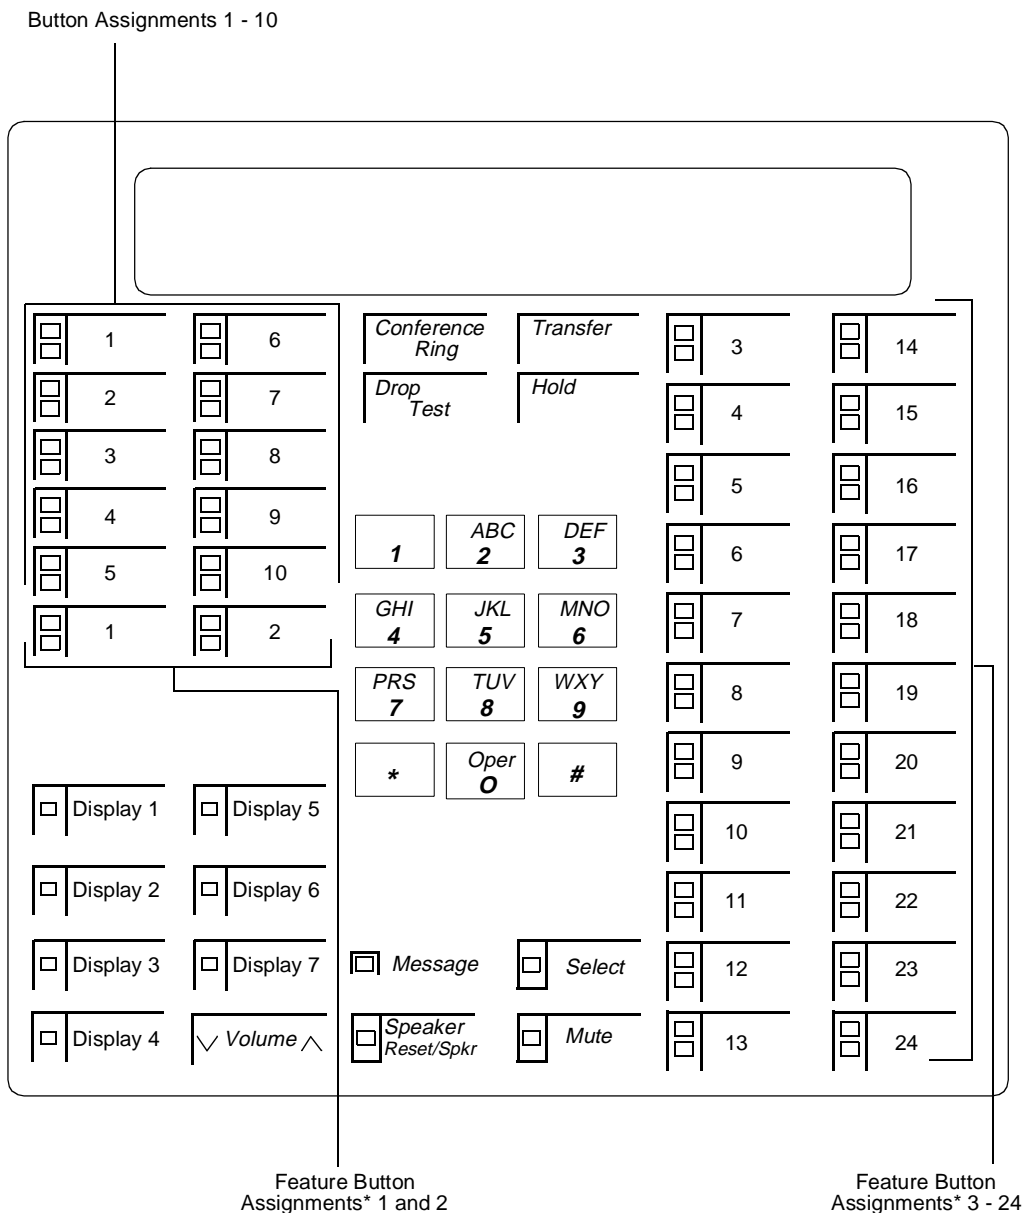 Button Assignments 1 - 10
1
6
Conference
Ring
Transfer
3
14
2
7
Drop
Test
Hold
4
15
3
8
5
16
4
9
1
ABC
2
DEF
3
6
17
5
10
1
2
GHI
4
JKL
5
MNO
6
7
18
PRS
7
TUV
8
WXY
9
8
19
*
Oper
O
#
9
20
Display 1
Display 5
10
21
Display 2
Display 6
11
22
Display 3
Display 7
Message
Select
12
23
Display 4
Volume
Speaker
Reset/Spkr
Mute
13
24
Feature Button
Assignments* 1 and 2
Feature Button
Assignments* 3 - 24